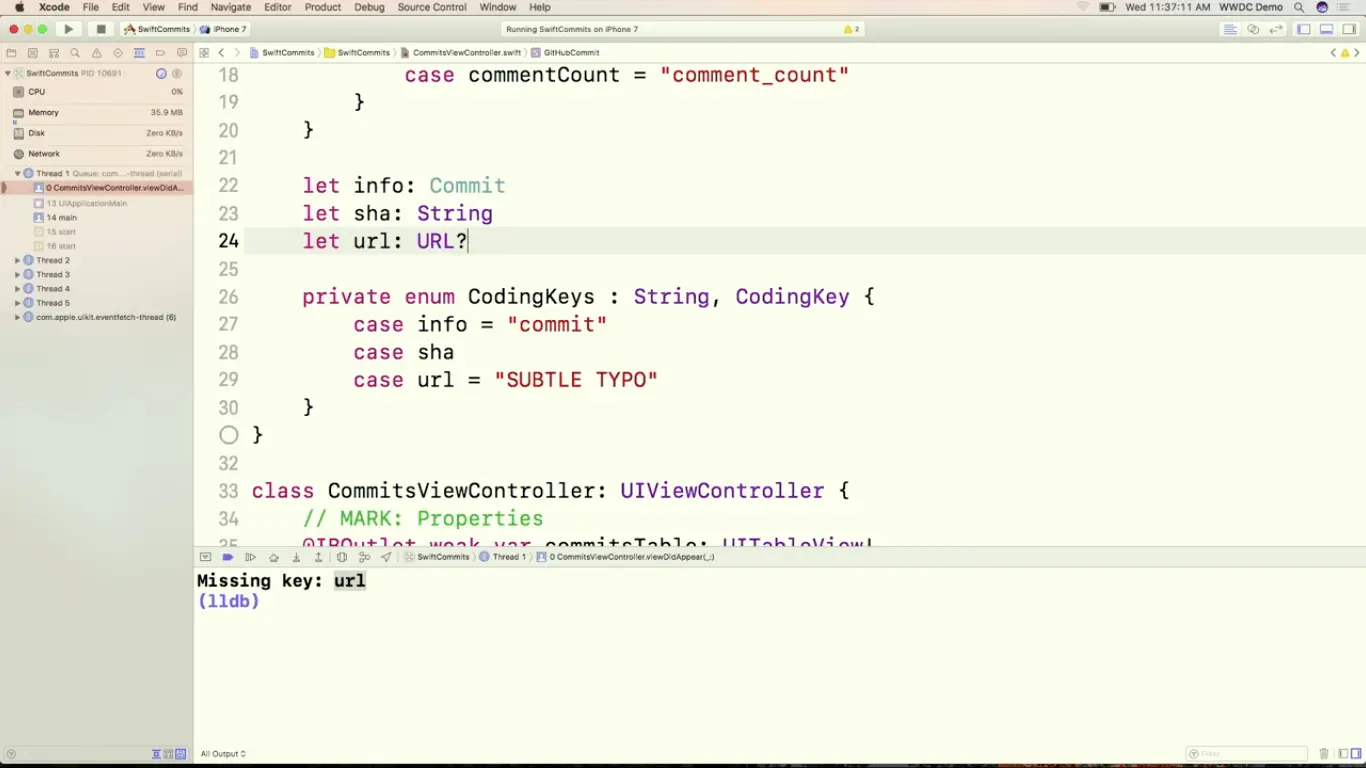 Xcode File Edit View Find Navigate Editor Product Debug Source Control Window Help Wed 11:37:11 AM WWDC Demo
SwiftCommits iPhone 7 Running SwiftCommits on iPhone 7 2
SwiftCommits SwiftCommits CommitsViewController.swift GitHubCommit
SwiftCommits PID 10691
CPU 0%
Memory 35.9 MB
Disk Zero KB/s
Network Zero KB/s
Thread 1 Queue: com....-thread (serial)
0 CommitsViewController.viewDidA...
13 UIApplicationMain
14 main
15 start
16 start
Thread 2
Thread 3
Thread 4
Thread 5
com.apple.uikit.eventfetch-thread (6)
18 case commentCount = "comment_count"
19 }
20 }
21
22 let info: Commit
23 let sha: String
24 let url: URL?
25
26 private enum CodingKeys : String, CodingKey {
27 case info = "commit"
28 case sha
29 case url = "SUBTLE TYPO"
30 }
}
32
33 class CommitsViewController: UIViewController {
34 // MARK: Properties
35 @IBOutlet weak var commitsTable: UITableView!
SwiftCommits Thread 1 0 CommitsViewController.viewDidAppear(_:)
Missing key: url
(lldb)
All Output
Filter